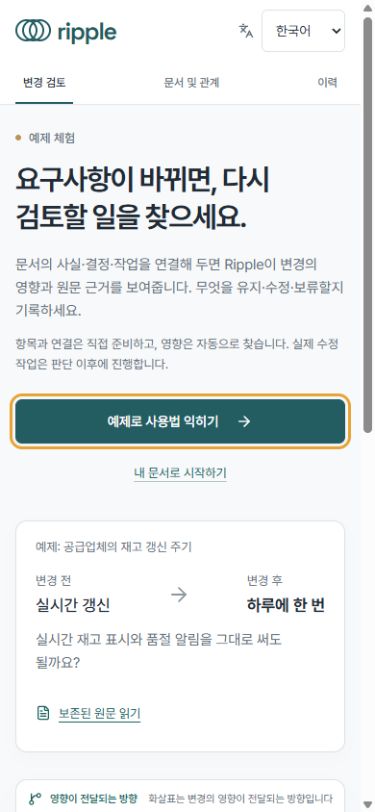 ripple
한국어
변경 검토
문서 및 관계
이력
예제 체험
요구사항이 바뀌면, 다시
검토할 일을 찾으세요.
문서의 사실·결정·작업을 연결해 두면 Ripple이 변경의
영향과 원문 근거를 보여줍니다. 무엇을 유지·수정·보류할지
기록하세요.
항목과 연결은 직접 준비하고, 영향은 자동으로 찾습니다. 실제 수정
작업은 판단 이후에 진행합니다.
예제로 사용법 익히기
내 문서로 시작하기
예제: 공급업체의 재고 갱신 주기
변경 전
변경 후
실시간 갱신
하루에 한 번
실시간 재고 표시와 품절 알림을 그대로 써도
될까요?
보존된 원문 읽기
영향이 전달되는 방향
화살표는 변경의 영향이 전달되는 방향입니다